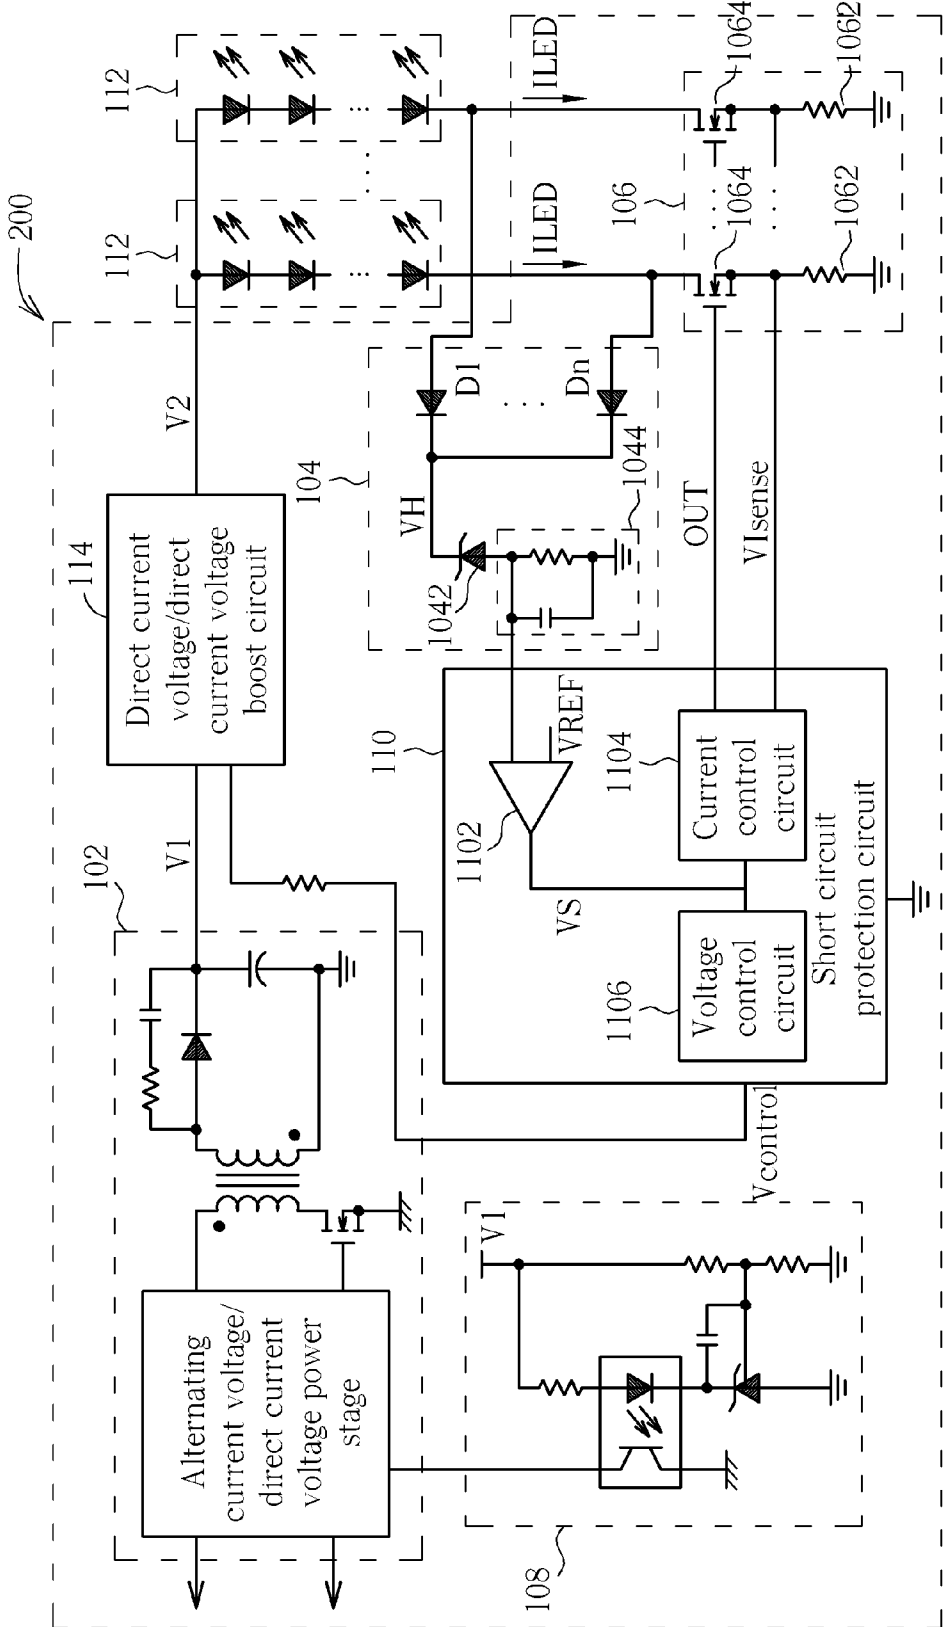 200
112
112
V2
114
Direct current
voltage/direct
current voltage
boost circuit
V1
102
Alternating
current voltage/
direct current
voltage power
stage
ILED
ILED
104
D1
. . .
Dn
VH
1042
1044
106
1064
1064
1062
1062
OUT
VIsense
110
VREF
1102
VS
1104
Current
control
circuit
1106
Voltage
control
circuit
Short circuit
protection circuit
Vcontrol
V1
108